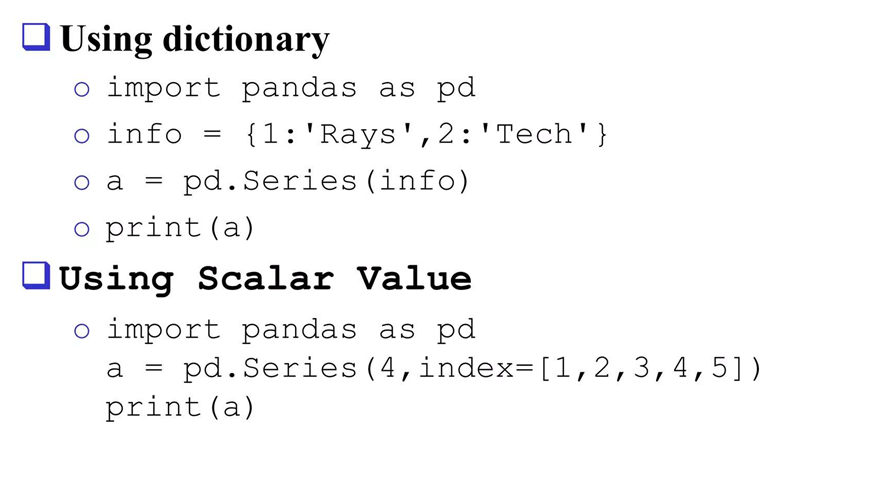 Using dictionary
import pandas as pd
info = {1:'Rays',2:'Tech'}
a = pd.Series(info)
print(a)
Using Scalar Value
import pandas as pd
a = pd.Series(4,index=[1,2,3,4,5])
print(a)